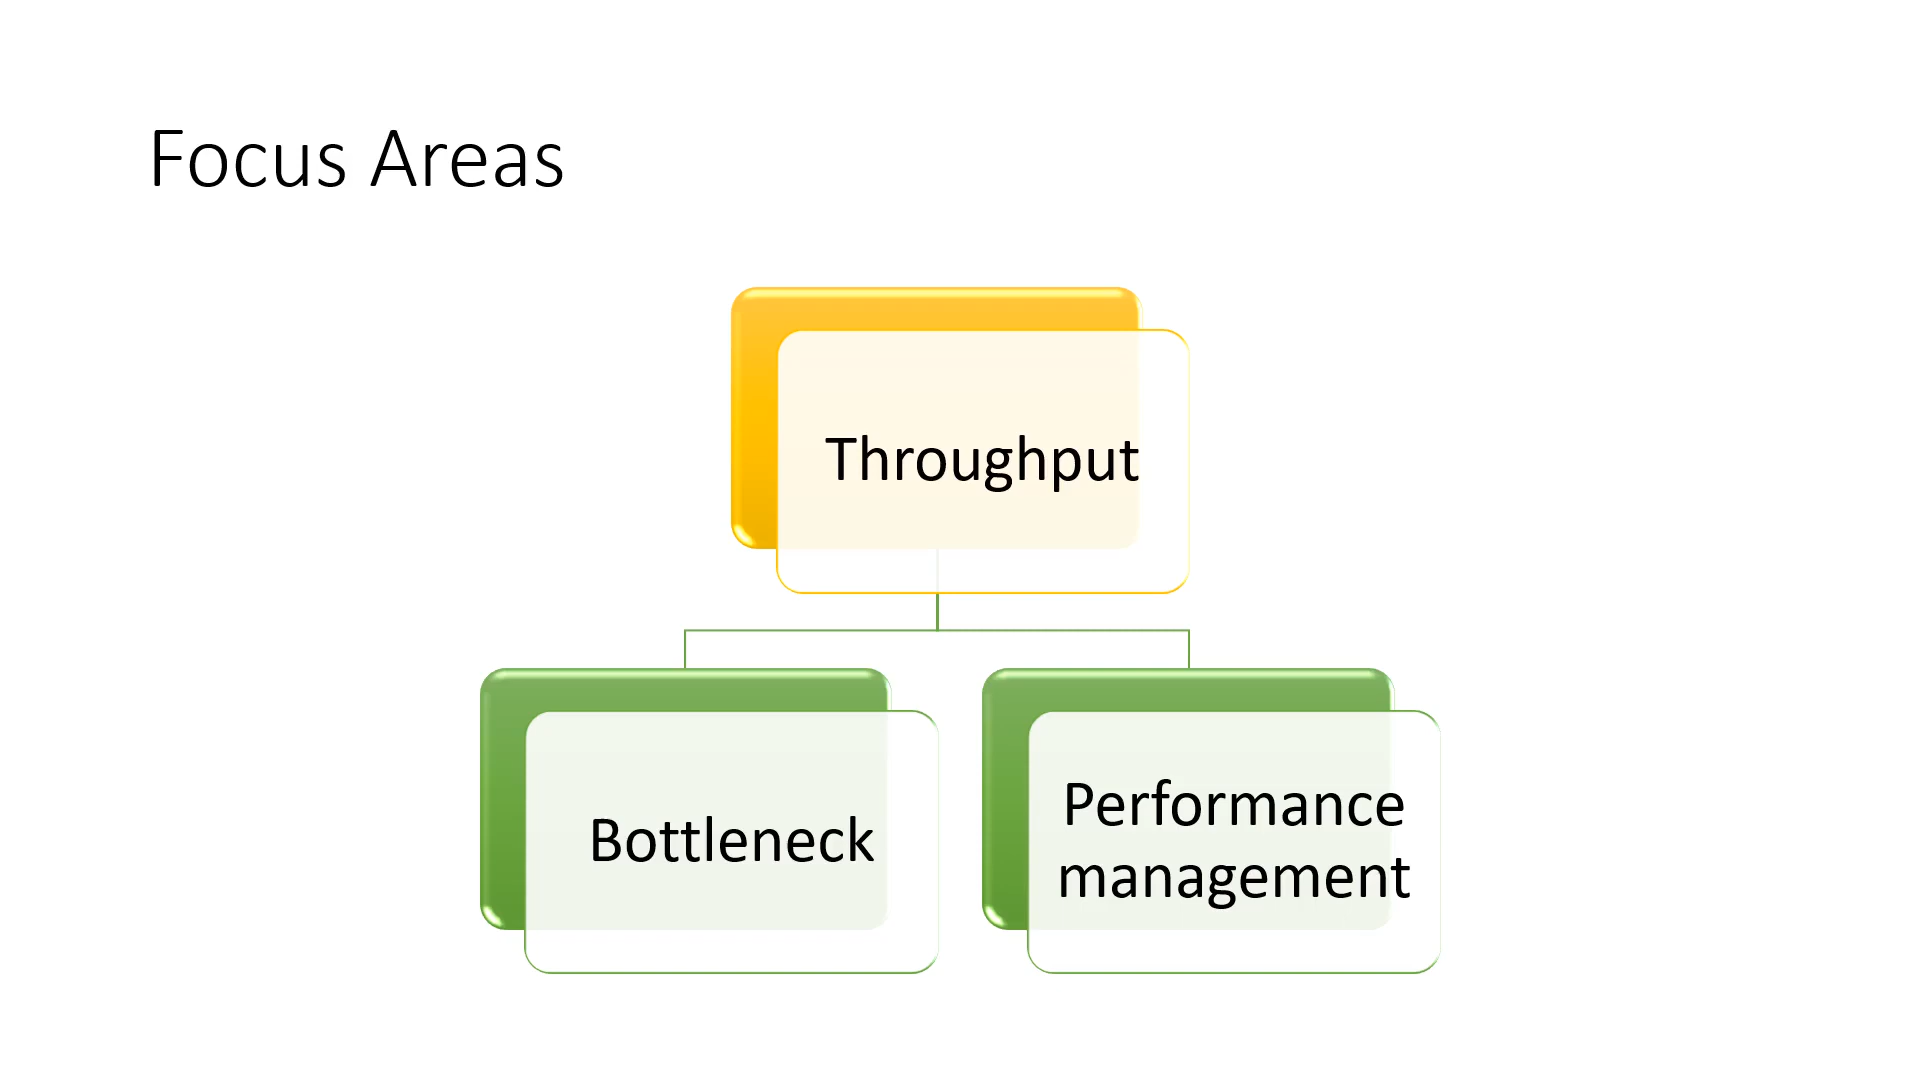 Focus Areas
Throughput
Bottleneck
Performance
management